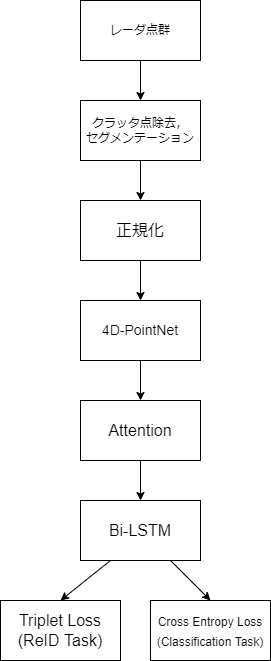 レーダ点群
クラッタ点除去,
セグメンテーション
正規化
4D-PointNet
Attention
Bi-LSTM
Triplet Loss
(ReID Task)
Cross Entropy Loss
(Classification Task)